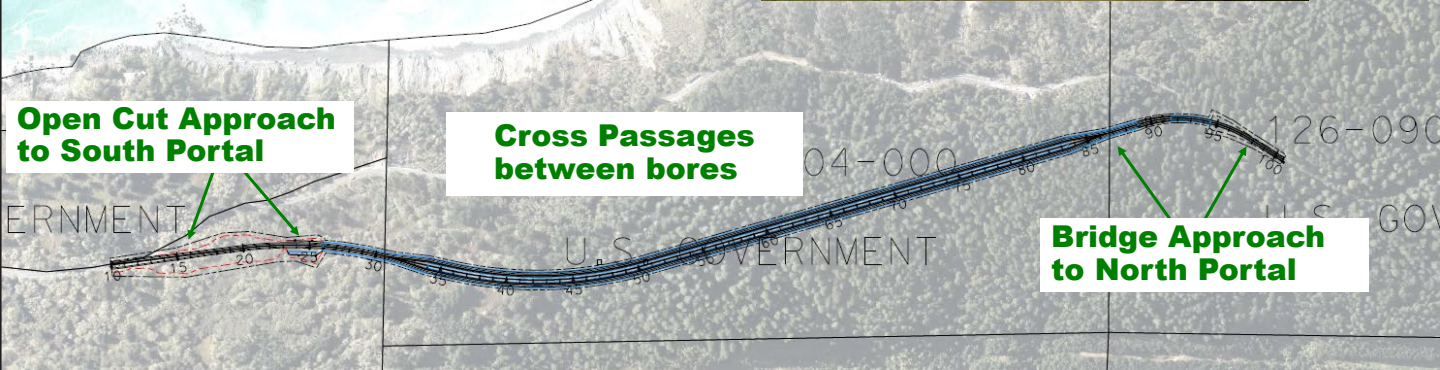 Open Cut Approach
to South Portal
Cross Passages
between bores
04-000
126-090
ERNMENT
U.S. GOVERNMENT
U.S. GOV
Bridge Approach
to North Portal
10
15
20
25
30
35
40
45
50
60
65
70
75
80
85
90
95
100